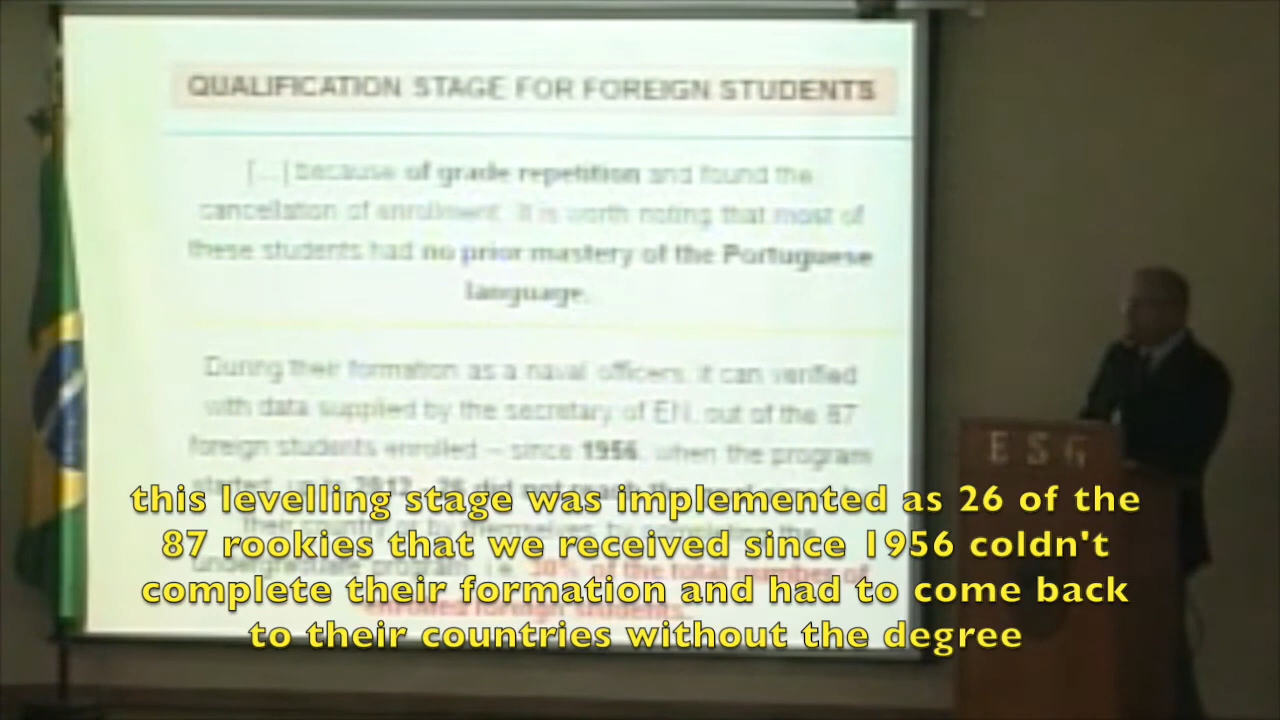 QUALIFICATION STAGE FOR FOREIGN STUDENTS
[...] because of grade repetition and found the
cancellation of enrollment. It is worth noting that most of
these students had no prior mastery of the Portuguese
language.
During their formation as a naval officers, it can verified
with data supplied by the secretary of EN, out of the 87
foreign students enrolled – since 1956, when the program
ESG
this levelling stage was implemented as 26 of the
87 rookies that we received since 1956 coldn't
complete their formation and had to come back
to their countries without the degree